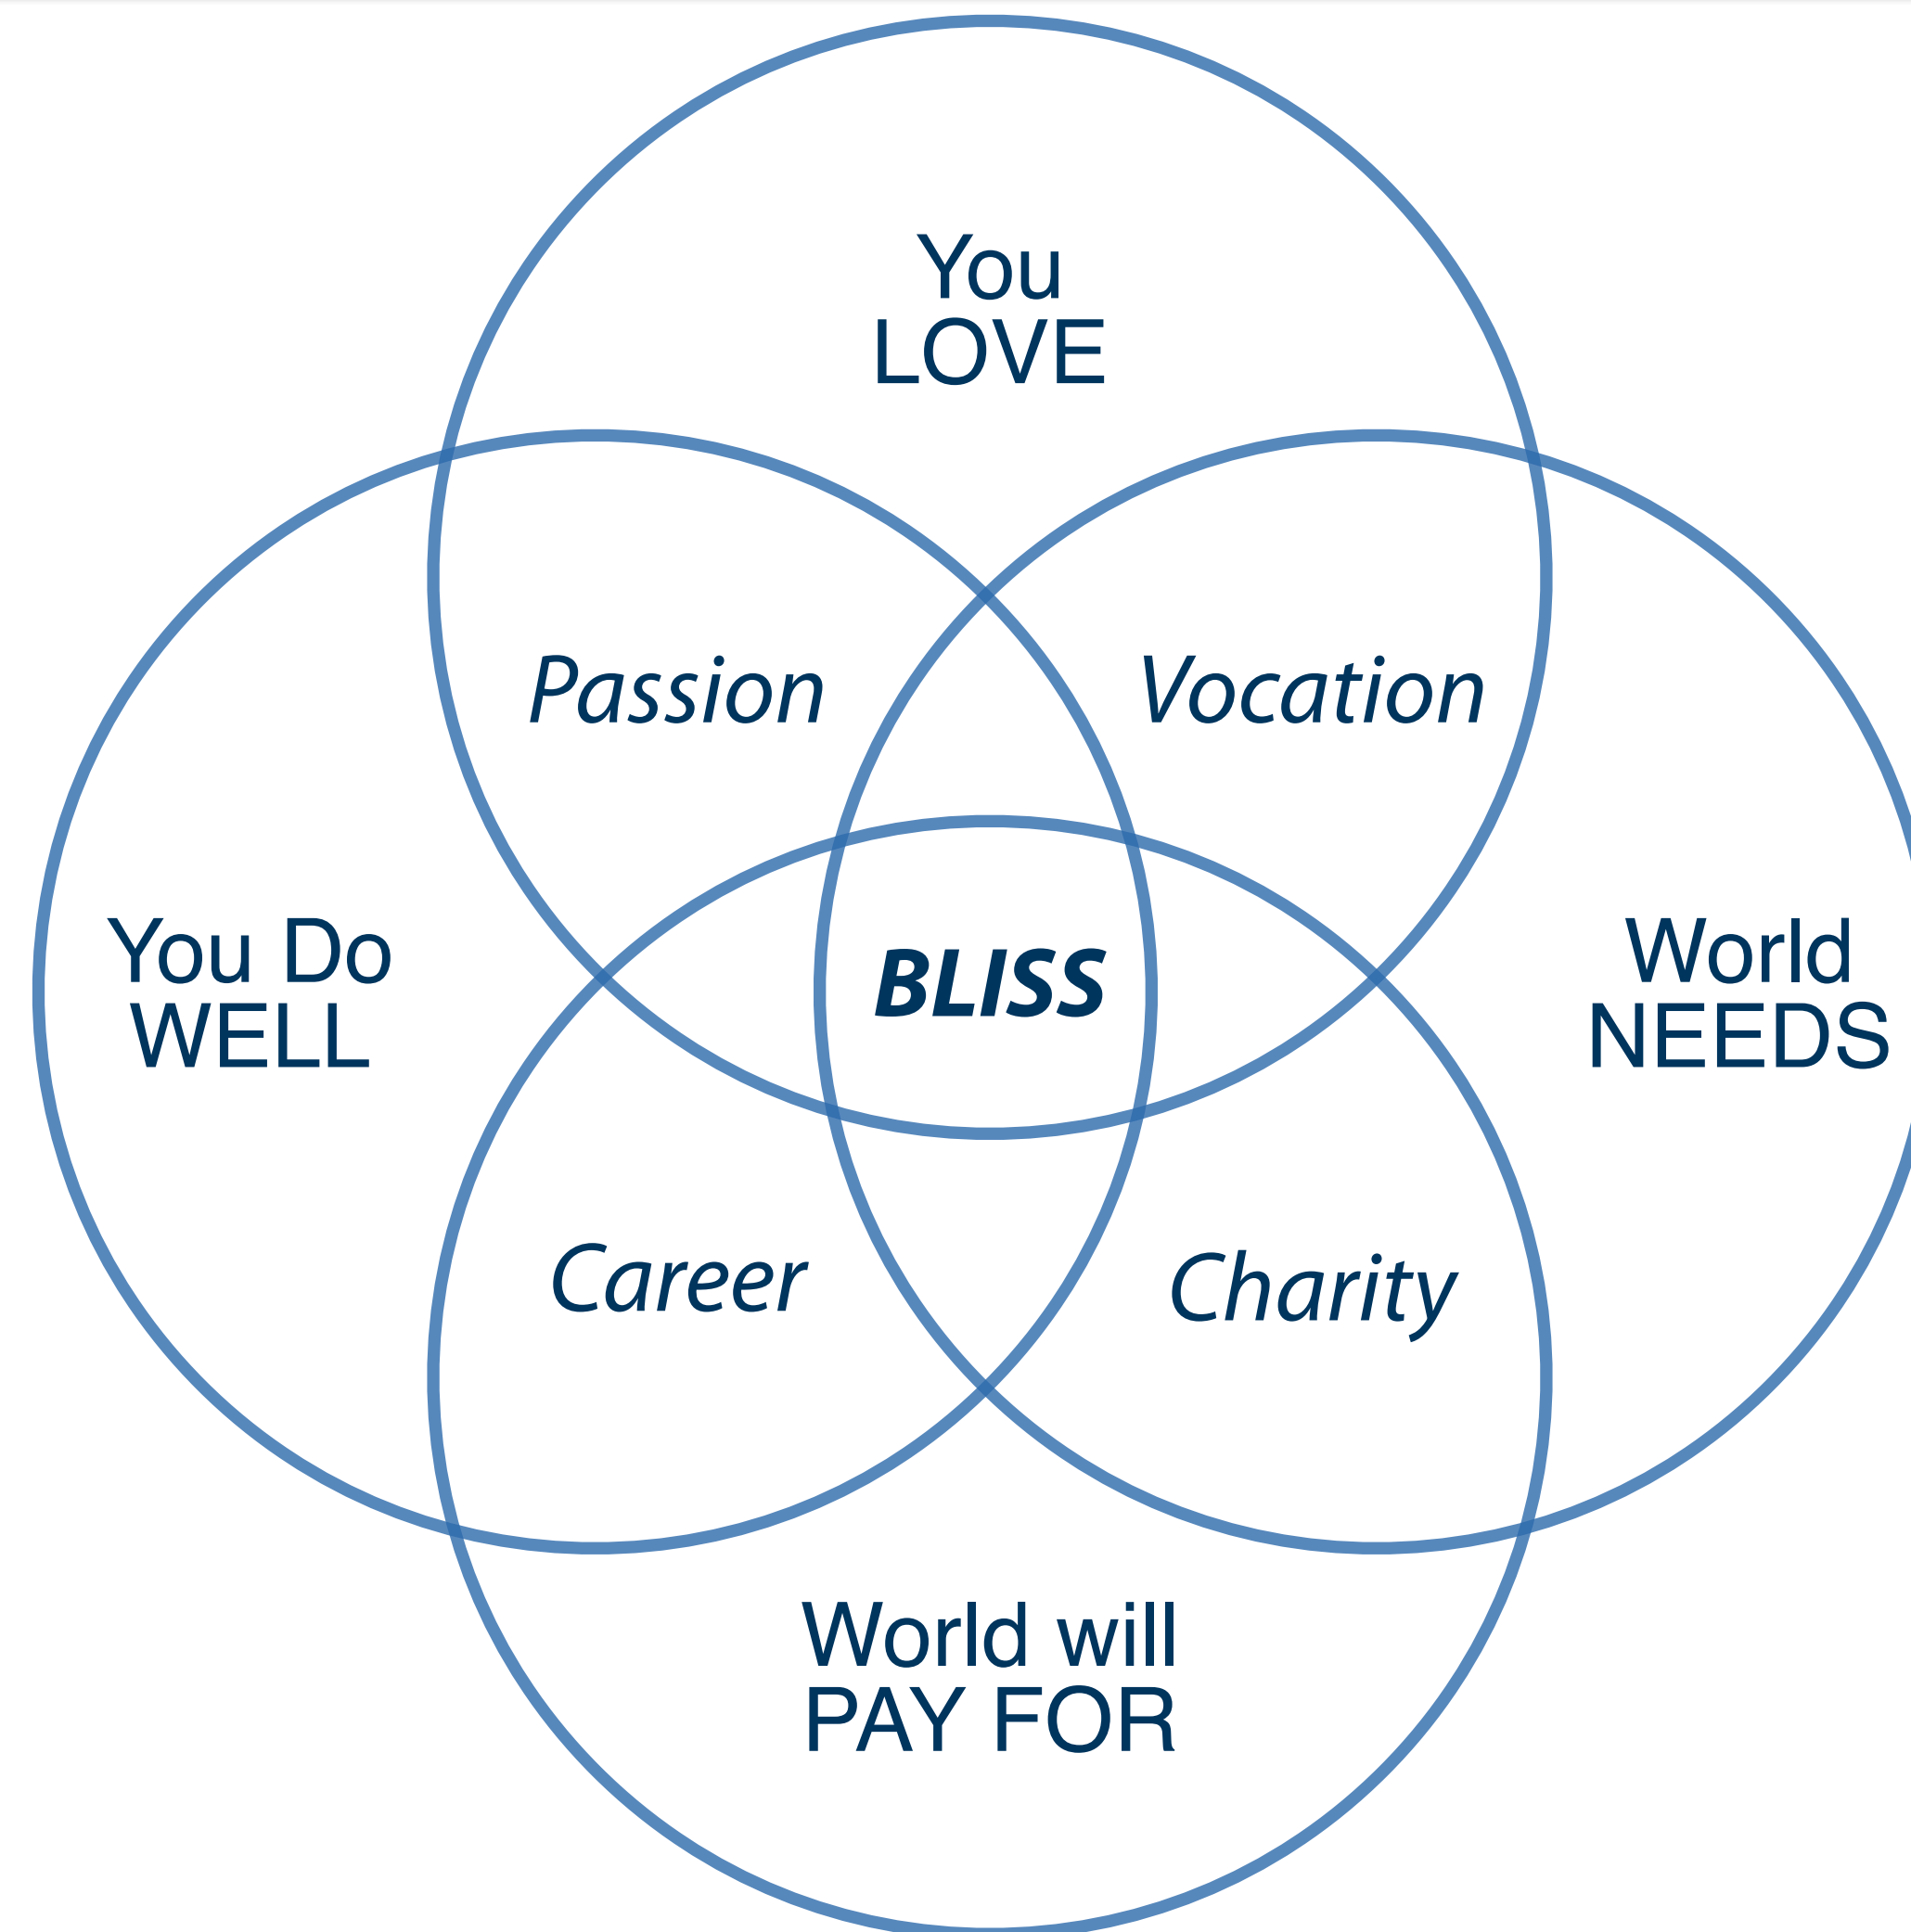 You
LOVE
Passion
Vocation
You Do
WELL
BLISS
World
NEEDS
Career
Charity
World will
PAY FOR